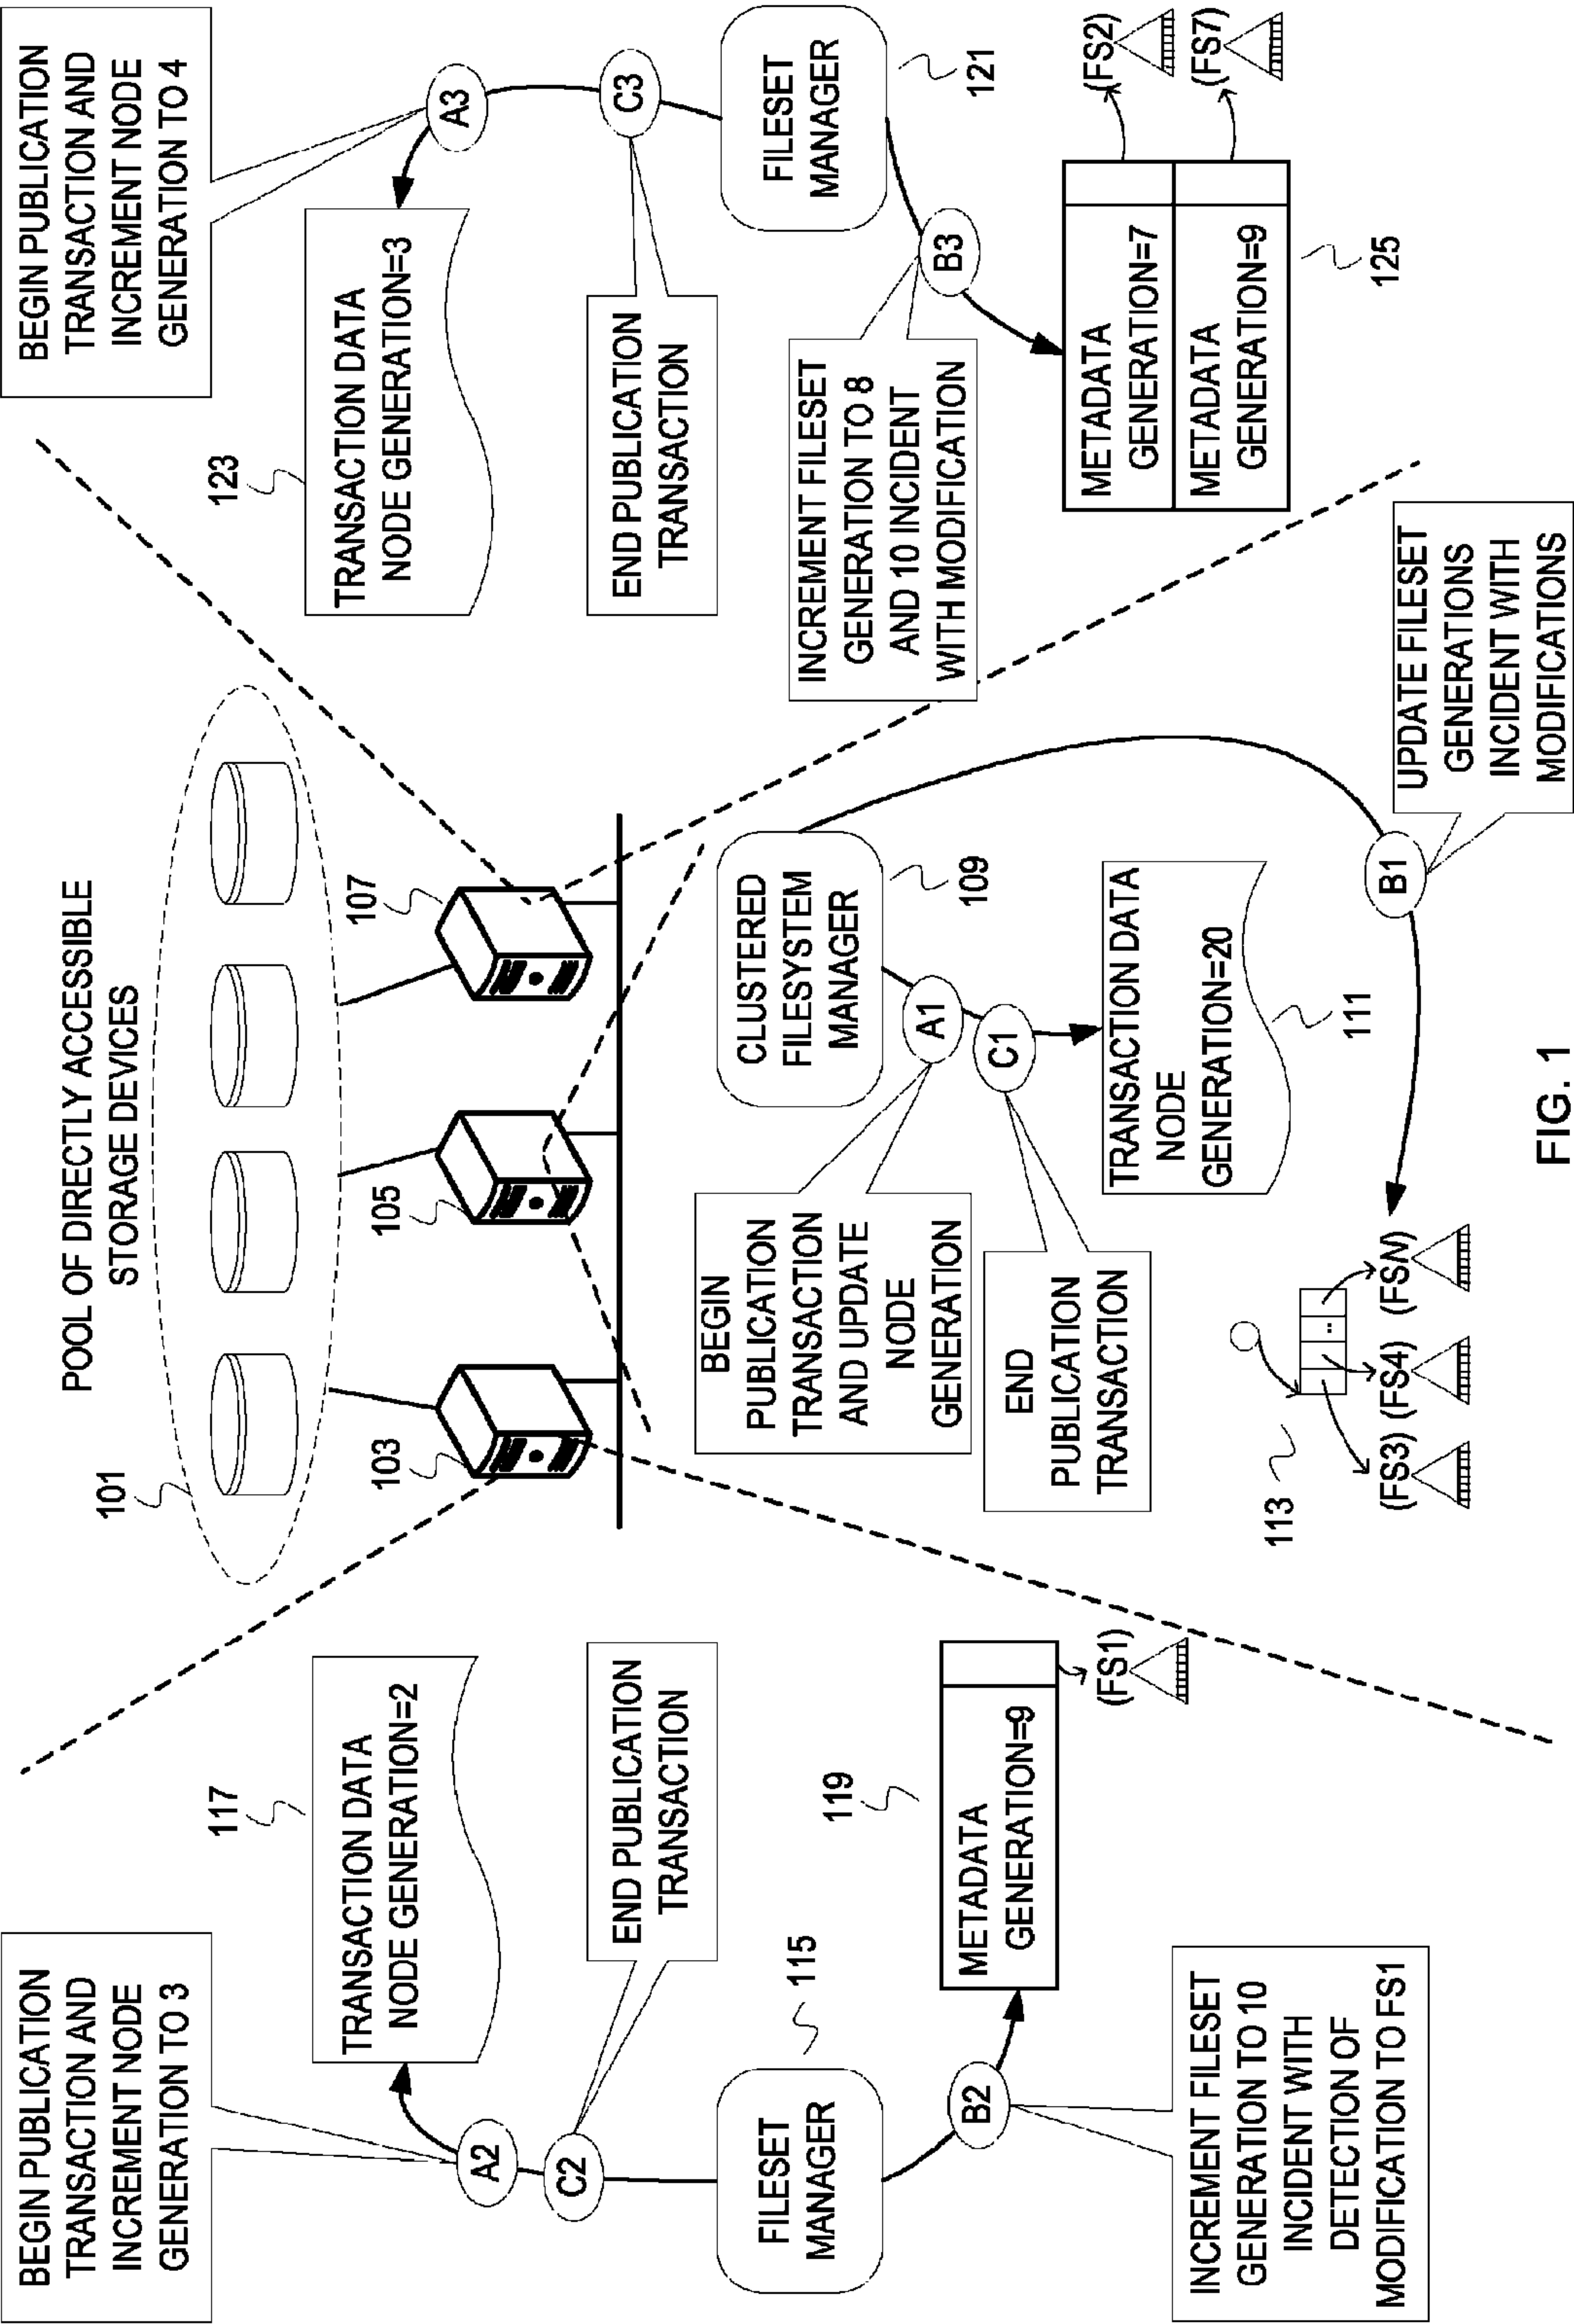 BEGIN PUBLICATION
TRANSACTION AND
INCREMENT NODE
GENERATION TO 3
117
TRANSACTION DATA
NODE GENERATION=2
A2
C2
END PUBLICATION
TRANSACTION
FILESET
MANAGER
115
119
B2
METADATA
GENERATION=9
(FS1)
INCREMENT FILESET
GENERATION TO 10
INCIDENT WITH
DETECTION OF
MODIFICATION TO FS1
POOL OF DIRECTLY ACCESSIBLE
STORAGE DEVICES
101
103
105
107
BEGIN
PUBLICATION
TRANSACTION
AND UPDATE
NODE
GENERATION
CLUSTERED
FILESYSTEM
MANAGER
109
A1
C1
END
PUBLICATION
TRANSACTION
TRANSACTION DATA
NODE
GENERATION=20
111
113
..
(FS3) (FS4) (FSN)
B1
UPDATE FILESET
GENERATIONS
INCIDENT WITH
MODIFICATIONS
BEGIN PUBLICATION
TRANSACTION AND
INCREMENT NODE
GENERATION TO 4
123
TRANSACTION DATA
NODE GENERATION=3
A3
C3
END PUBLICATION
TRANSACTION
FILESET
MANAGER
121
INCREMENT FILESET
GENERATION TO 8
AND 10 INCIDENT
WITH MODIFICATION
B3
METADATA
GENERATION=7
(FS2)
METADATA
GENERATION=9
(FS7)
125
FIG. 1